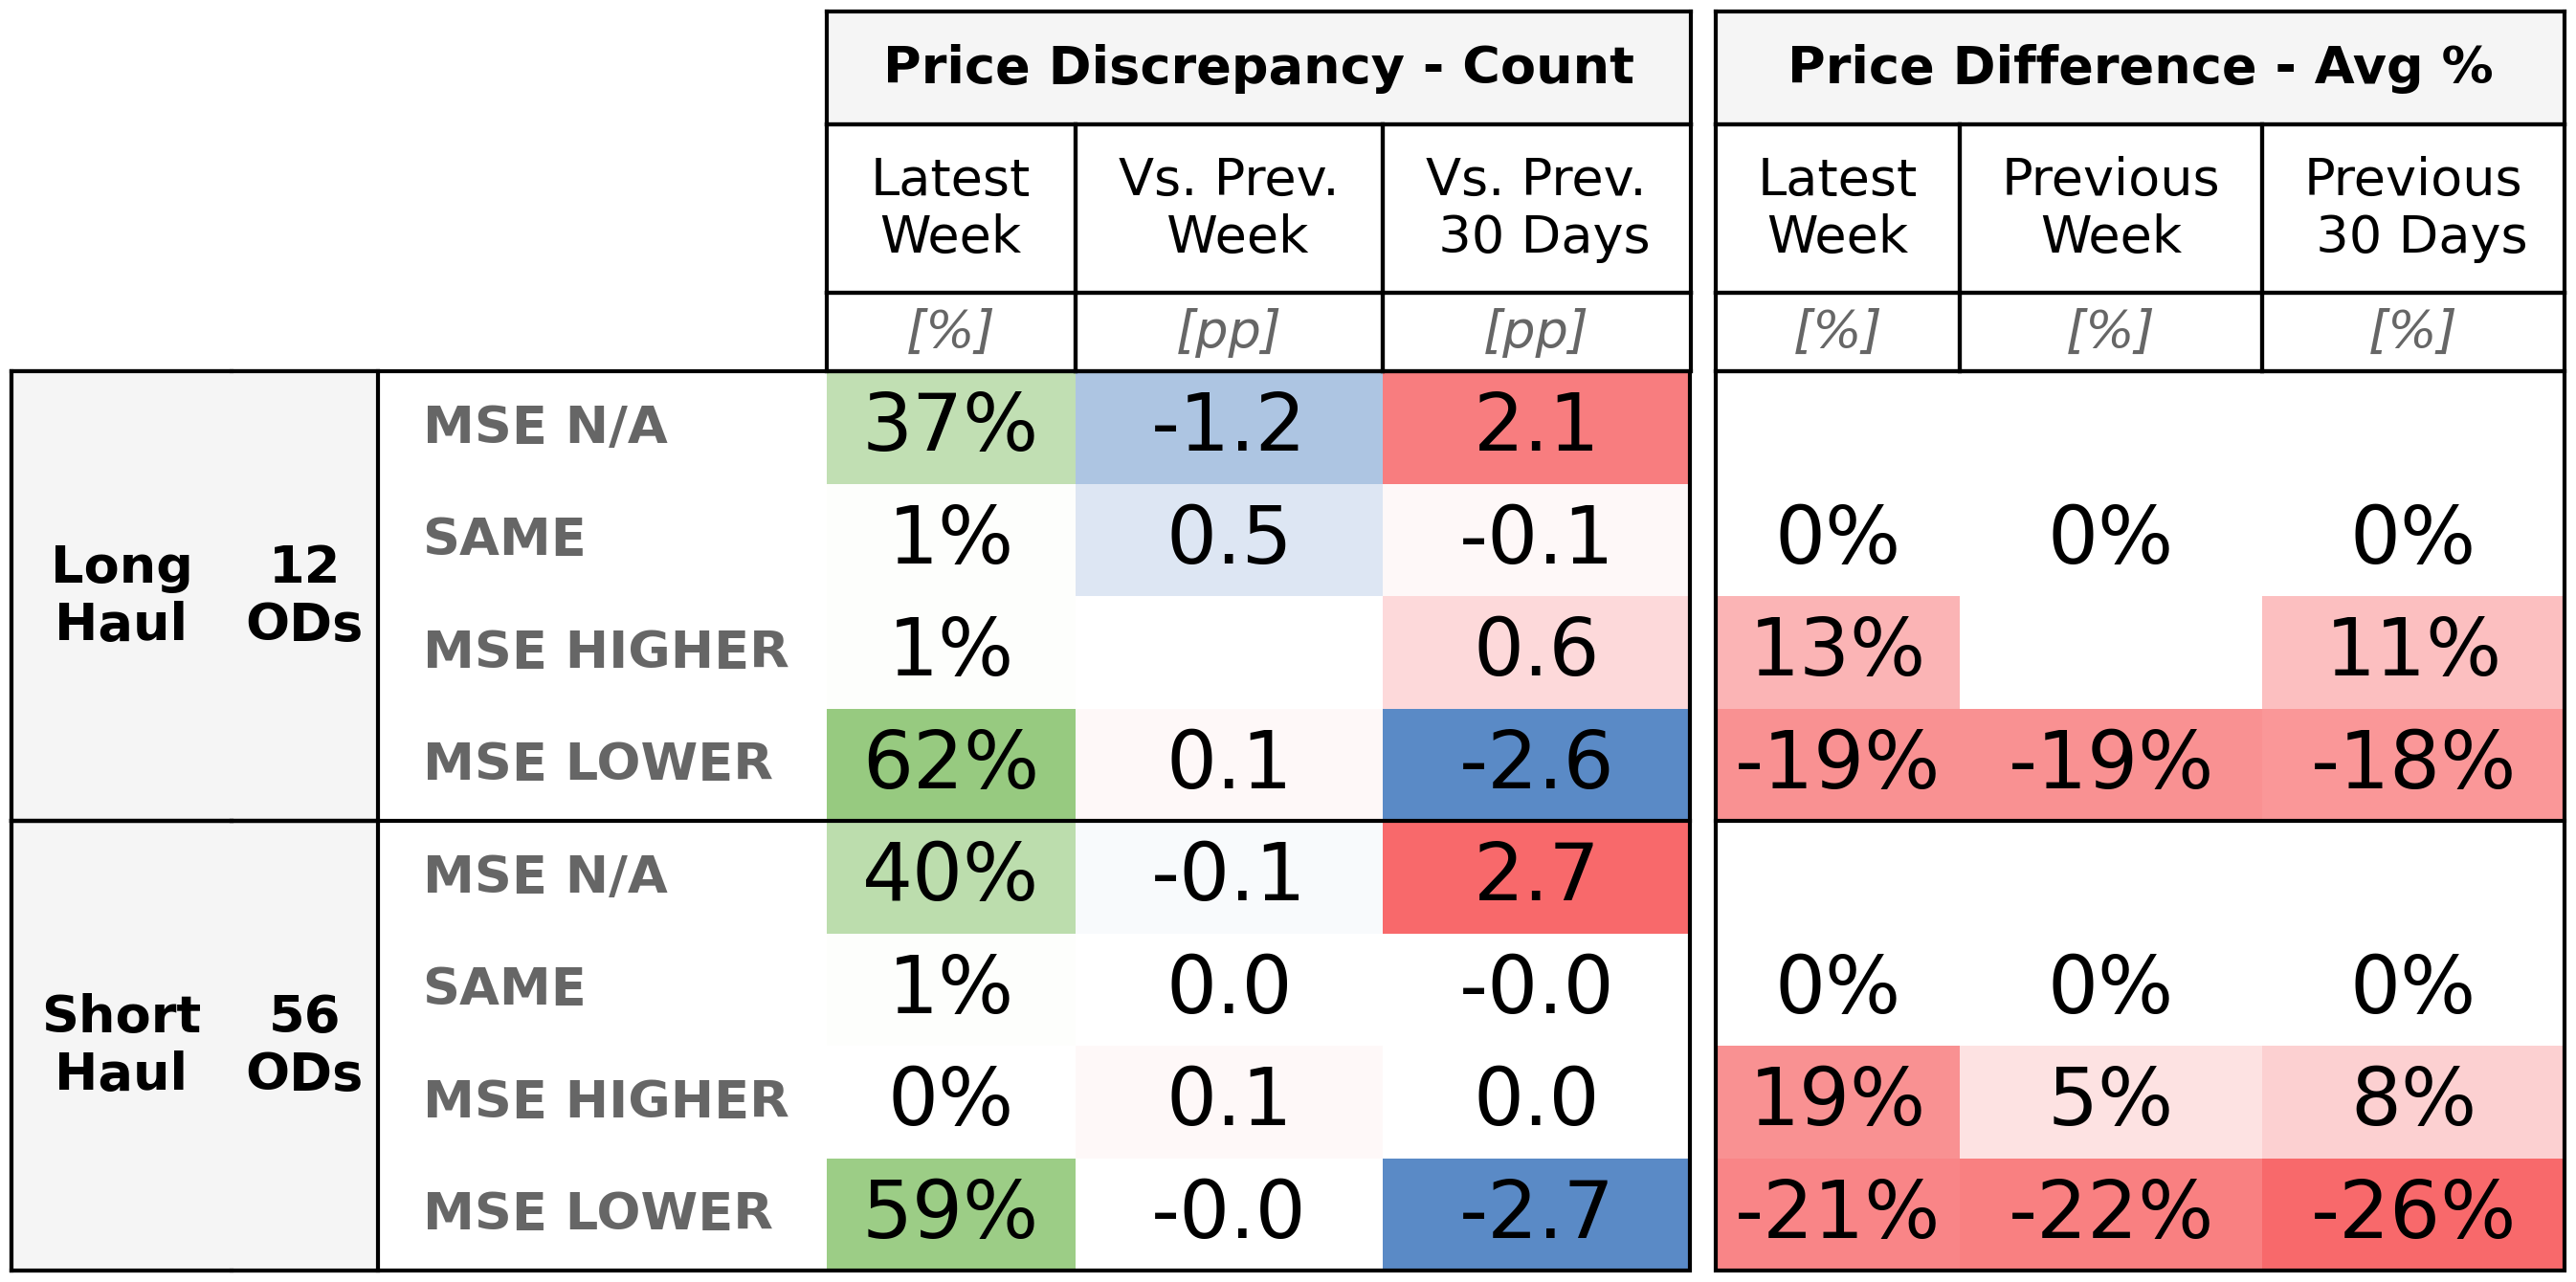 Price Discrepancy - Count Price Difference - Avg %
Latest Week Vs. Prev. Week Vs. Prev. 30 Days Latest Week Previous Week Previous 30 Days
[%] [pp] [pp] [%] [%] [%]
Long Haul 12 ODs
MSE N/A 37% -1.2 2.1
SAME 1% 0.5 -0.1 0% 0% 0%
MSE HIGHER 1% 0.6 13% 11%
MSE LOWER 62% 0.1 -2.6 -19% -19% -18%
Short Haul 56 ODs
MSE N/A 40% -0.1 2.7
SAME 1% 0.0 -0.0 0% 0% 0%
MSE HIGHER 0% 0.1 0.0 19% 5% 8%
MSE LOWER 59% -0.0 -2.7 -21% -22% -26%